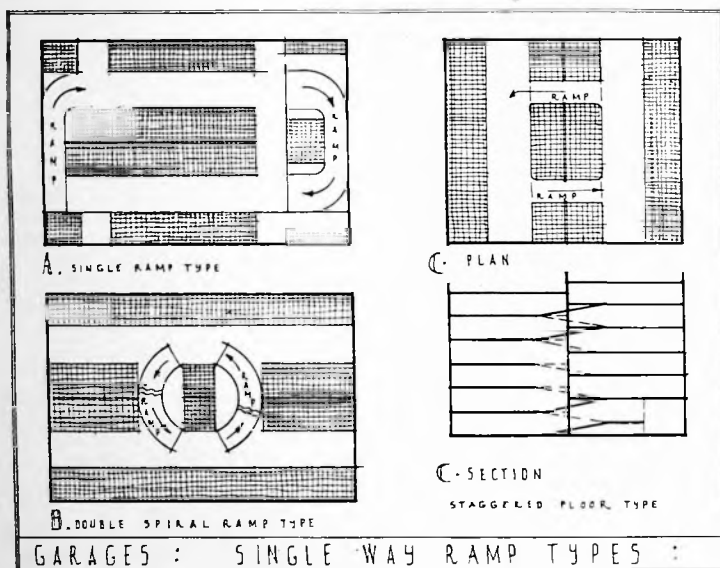 RAMP
RAMP
A. SINGLE RAMP TYPE
RAMP
RAMP
C. PLAN
RAMP
RAMP
B. DOUBLE SPIRAL RAMP TYPE
C. SECTION
STAGGERED FLOOR TYPE
GARAGES : SINGLE WAY RAMP TYPES :